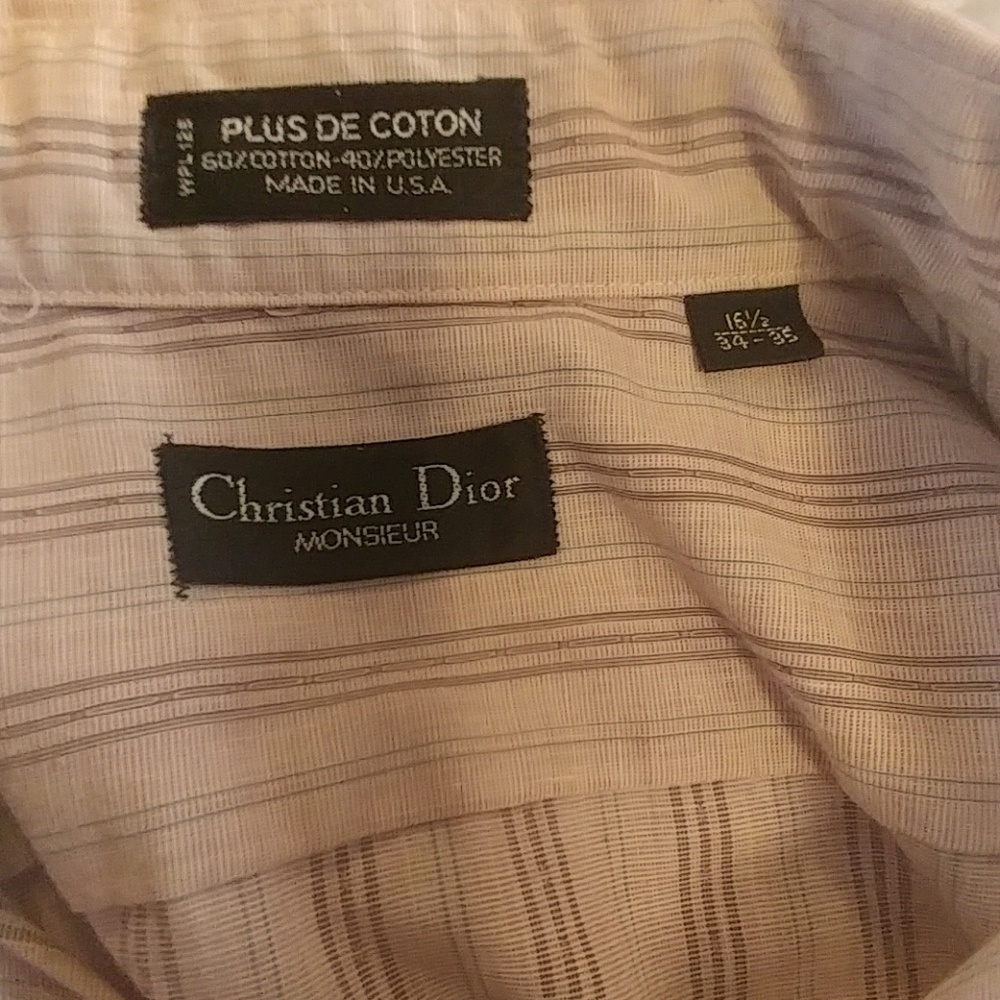 WPL 128
PLUS DE COTON
60% COTTON-40% POLYESTER
MADE IN U.S.A.
16½
34-35
Christian Dior
MONSIEUR